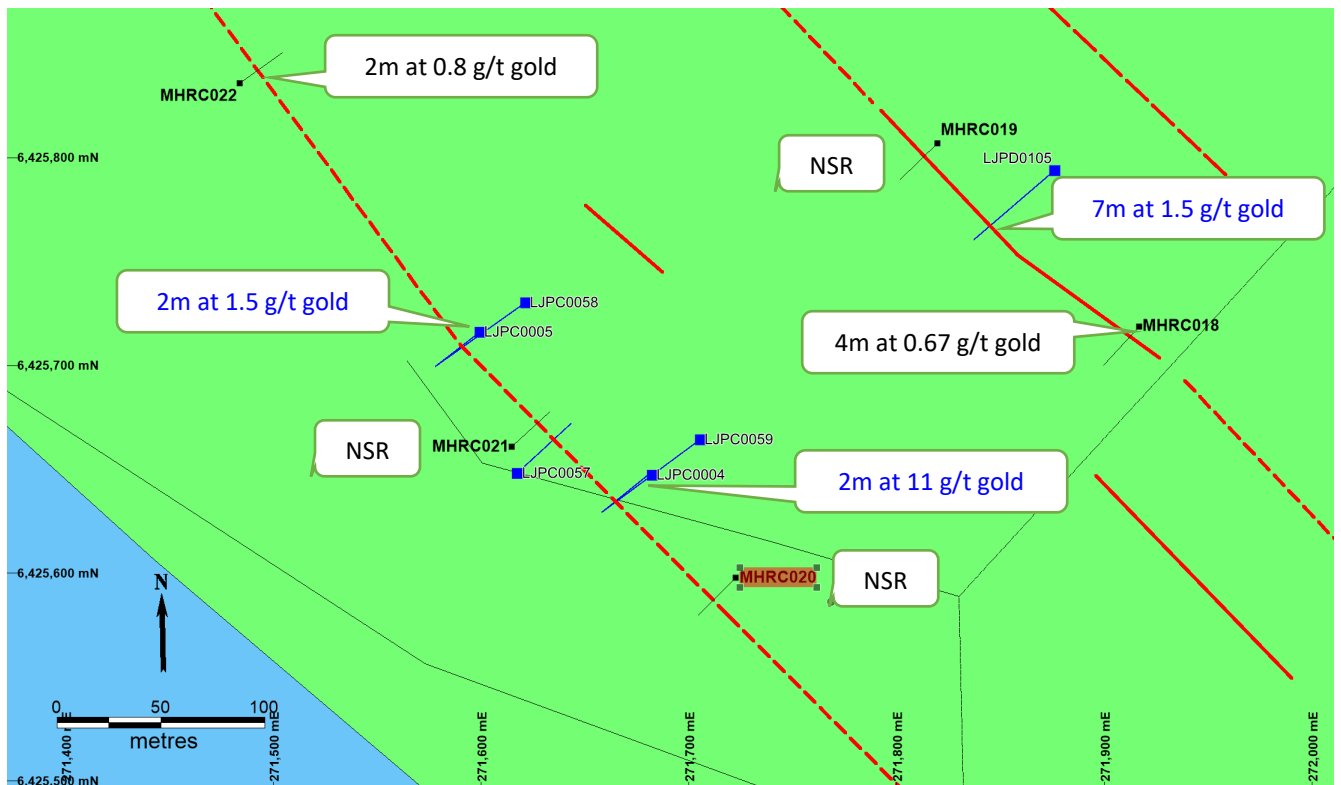 2m at 0.8 g/t gold
MHRC022
MHRC019
6,425,800 mN
NSR
LJPD0105
7m at 1.5 g/t gold
2m at 1.5 g/t gold
LJPC0058
LJPC0005
MHRC018
4m at 0.67 g/t gold
6,425,700 mN
NSR
MHRC021
LJPC0059
LJPC0057
LJPC0004
2m at 11 g/t gold
6,425,600 mN
N
MHRC020
NSR
0 50 100
metres
271,400 mE
271,500 mE
271,600 mE
271,700 mE
271,800 mE
271,900 mE
272,000 mE
6,425,500 mN